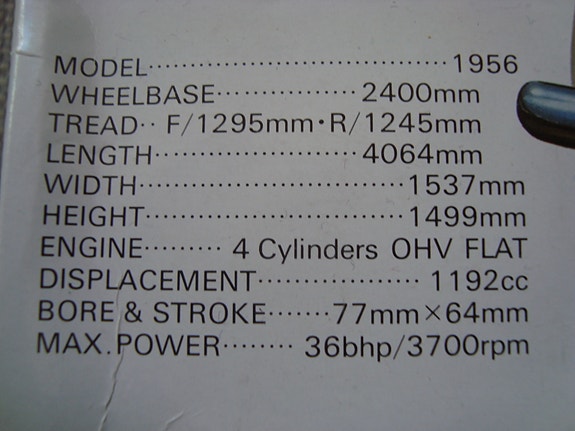 MODEL··································1956
WHEELBASE················2400mm
TREAD·· F/1295mm·R/1245mm
LENGTH························4064mm
WIDTH·······························1537mm
HEIGHT······························1499mm
ENGINE········· 4 Cylinders OHV FLAT
DISPLACEMENT·················· 1192cc
BORE & STROKE·······77mm×64mm
MAX.POWER········ 36bhp/3700rpm